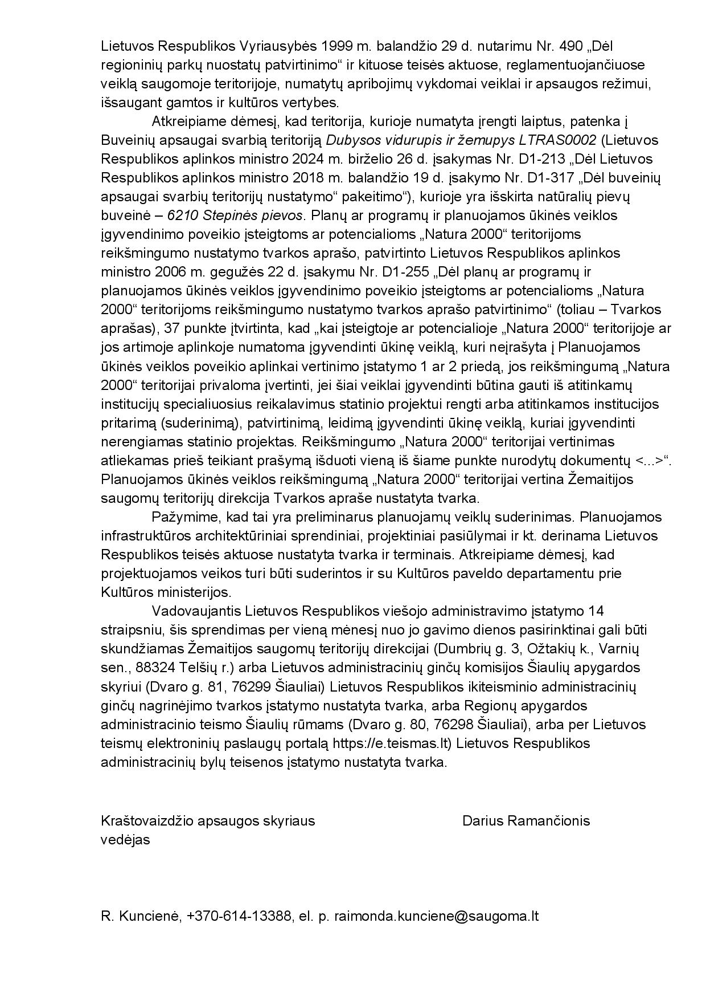 Lietuvos Respublikos Vyriausybės 1999 m. balandžio 29 d. nutarimu Nr. 490 „Dėl
regioninių parkų nuostatų patvirtinimo“ ir kituose teisės aktuose, reglamentuojančiuose
veiklą saugomoje teritorijoje, numatytų apribojimų vykdomai veiklai ir apsaugos režimui,
išsaugant gamtos ir kultūros vertybes.
Atkreipiame dėmesį, kad teritorija, kurioje numatyta įrengti laiptus, patenka į
Buveinių apsaugai svarbią teritoriją Dubysos vidurupis ir žemupys LTRAS0002 (Lietuvos
Respublikos aplinkos ministro 2024 m. birželio 26 d. įsakymas Nr. D1-213 „Dėl Lietuvos
Respublikos aplinkos ministro 2018 m. balandžio 19 d. įsakymo Nr. D1-317 „Dėl buveinių
apsaugai svarbių teritorijų nustatymo“ pakeitimo“), kurioje yra išskirta natūralių pievų
buveinė – 6210 Stepinės pievos. Planų ar programų ir planuojamos ūkinės veiklos
įgyvendinimo poveikio įsteigtoms ar potencialioms „Natura 2000“ teritorijoms
reikšmingumo nustatymo tvarkos aprašo, patvirtinto Lietuvos Respublikos aplinkos
ministro 2006 m. gegužės 22 d. įsakymu Nr. D1-255 „Dėl planų ar programų ir
planuojamos ūkinės veiklos įgyvendinimo poveikio įsteigtoms ar potencialioms „Natura
2000“ teritorijoms reikšmingumo nustatymo tvarkos aprašo patvirtinimo“ (toliau – Tvarkos
aprašas), 37 punkte įtvirtinta, kad „kai įsteigtoje ar potencialioje „Natura 2000“ teritorijoje ar
jos artimoje aplinkoje numatoma įgyvendinti ūkinę veiklą, kuri neįrašyta į Planuojamos
ūkinės veiklos poveikio aplinkai vertinimo įstatymo 1 ar 2 priedą, jos reikšmingumą „Natura
2000“ teritorijai privaloma įvertinti, jei šiai veiklai įgyvendinti būtina gauti iš atitinkamų
institucijų specialiuosius reikalavimus statinio projektui rengti arba atitinkamos institucijos
pritarimą (suderinimą), patvirtinimą, leidimą įgyvendinti ūkinę veiklą, kuriai įgyvendinti
nerengiamas statinio projektas. Reikšmingumo „Natura 2000“ teritorijai vertinimas
atliekamas prieš teikiant prašymą išduoti vieną iš šiame punkte nurodytų dokumentų <...>“.
Planuojamos ūkinės veiklos reikšmingumą „Natura 2000“ teritorijai vertina Žemaitijos
saugomų teritorijų direkcija Tvarkos apraše nustatyta tvarka.
Pažymime, kad tai yra preliminarus planuojamų veiklų suderinimas. Planuojamos
infrastruktūros architektūriniai sprendiniai, projektiniai pasiūlymai ir kt. derinama Lietuvos
Respublikos teisės aktuose nustatyta tvarka ir terminais. Atkreipiame dėmesį, kad
projektuojamos veikos turi būti suderintos ir su Kultūros paveldo departamentu prie
Kultūros ministerijos.
Vadovaujantis Lietuvos Respublikos viešojo administravimo įstatymo 14
straipsniu, šis sprendimas per vieną mėnesį nuo jo gavimo dienos pasirinktinai gali būti
skundžiamas Žemaitijos saugomų teritorijų direkcijai (Dumbrių g. 3, Ožtakių k., Varnių
sen., 88324 Telšių r.) arba Lietuvos administracinių ginčų komisijos Šiaulių apygardos
skyriui (Dvaro g. 81, 76299 Šiauliai) Lietuvos Respublikos ikiteisminio administracinių
ginčų nagrinėjimo tvarkos įstatymo nustatyta tvarka, arba Regionų apygardos
administracinio teismo Šiaulių rūmams (Dvaro g. 80, 76298 Šiauliai), arba per Lietuvos
teismų elektroninių paslaugų portalą https://e.teismas.lt) Lietuvos Respublikos
administracinių bylų teisenos įstatymo nustatyta tvarka.
Kraštovaizdžio apsaugos skyriaus Darius Ramančionis
vedėjas
R. Kuncienė, +370-614-13388, el. p. raimonda.kunciene@saugoma.lt